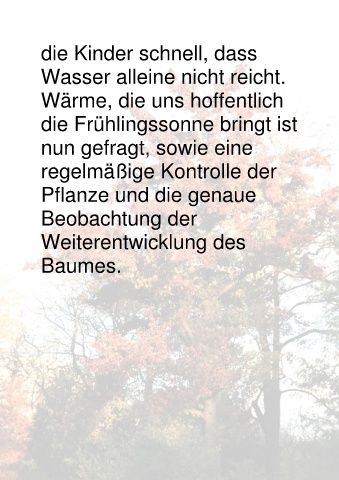 die Kinder schnell, dass
Wasser alleine nicht reicht.
Wärme, die uns hoffentlich
die Frühlingssonne bringt ist
nun gefragt, sowie eine
regelmäßige Kontrolle der
Pflanze und die genaue
Beobachtung der
Weiterentwicklung des
Baumes.